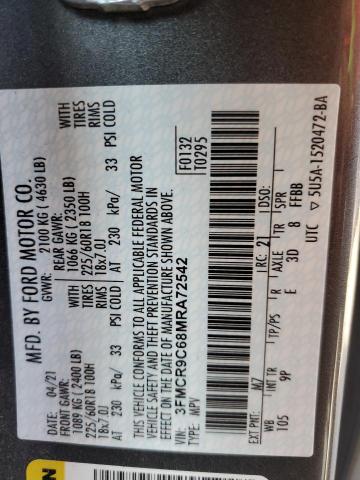 MFD. BY FORD MOTOR CO.
DATE: 04/21
GVWR: 2100 KG ( 4630 LB)
FRONT GAWR:
1089 KG ( 2400 LB)
WITH
225/60R18 100H
TIRES
18x7.0J
RIMS
AT 230 kPa/ 33 PSI COLD
REAR GAWR:
1066 KG ( 2350 LB)
WITH
225/60R18 100H
TIRES
18x7.0J
RIMS
AT 230 kPa/ 33 PSI COLD
THIS VEHICLE CONFORMS TO ALL APPLICABLE FEDERAL MOTOR
VEHICLE SAFETY AND THEFT PREVENTION STANDARDS IN
EFFECT ON THE DATE OF MANUFACTURE SHOWN ABOVE.
VIN: 3FMCR9C68MRA72542
TYPE: MPV
F0132
T0295
EXT PNT: M7
RC: 21
DSO:
WB
INT TR
TP/PS
R
AXLE
TR
SPR
105
9P
E
3D
8
FFBB
UTC
▽ 5U5A-1520472-BA